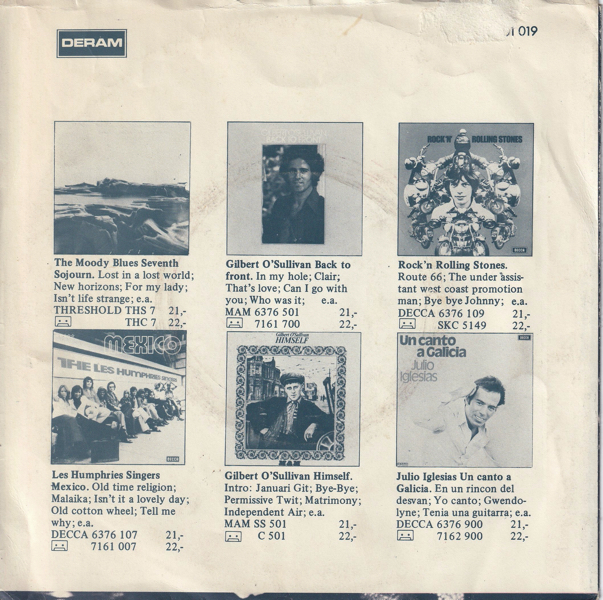 DERAM
01 019
ROCK 'N' ROLLING STONES
The Moody Blues Seventh
Sojourn. Lost in a lost world;
New horizons; For my lady;
Isn't life strange; e.a.
THRESHOLD THS 7 21,-
THC 7 22,-
Gilbert O'Sullivan Back to
front. In my hole; Clair;
That's love; Can I go with
you; Who was it; e.a.
MAM 6376 501 21,-
7161 700 22,-
Rock'n Rolling Stones.
Route 66; The under assis-
tant west coast promotion
man; Bye bye Johnny; e.a.
DECCA 6376 109 21,-
SKC 5149 22,-
MEXICO
THE LES HUMPHRIES SINGERS
Gilbert O'Sullivan
HIMSELF
MAM
Un canto
a Galicia
Julio
Iglesias
Les Humphries Singers
Mexico. Old time religion;
Malaika; Isn't it a lovely day;
Old cotton wheel; Tell me
why; e.a.
DECCA 6376 107 21,-
7161 007 22,-
Gilbert O'Sullivan Himself.
Intro: Januari Git; Bye-Bye;
Permissive Twit; Matrimony;
Independent Air; e.a.
MAM SS 501 21,-
C 501 22,-
Julio Iglesias Un canto a
Galicia. En un rincon del
desvan; Yo canto; Gwendo-
lyne; Tenia una guitarra; e.a.
DECCA 6376 900 21,-
7162 900 22,-